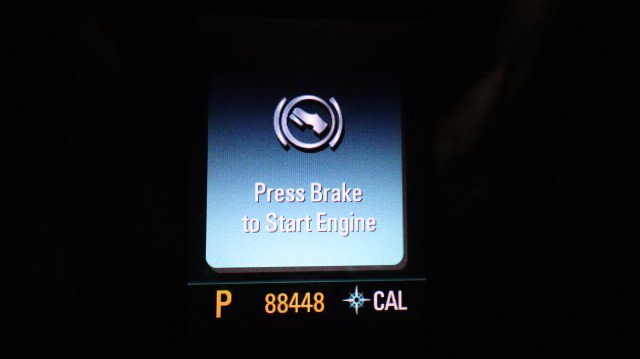 Press Brake
to Start Engine
P 88448 CAL